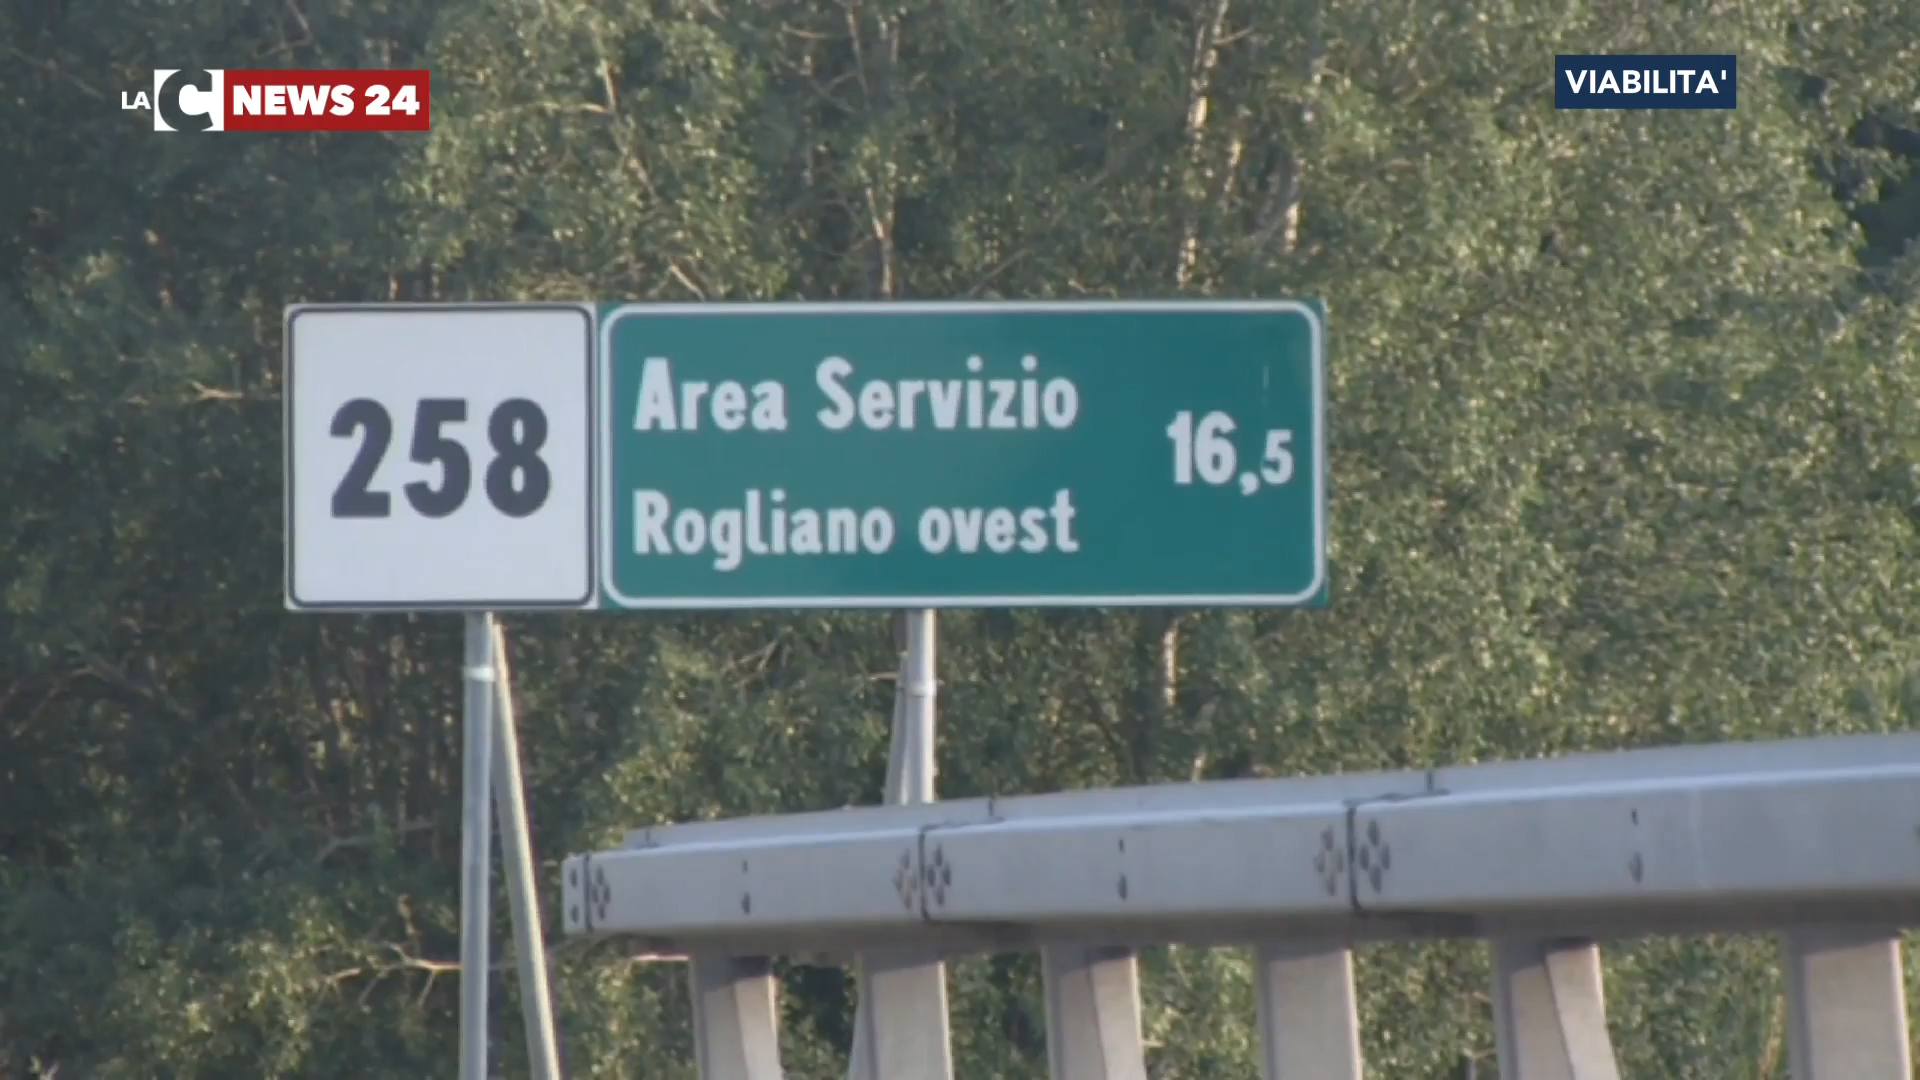 LA C NEWS 24
VIABILITA'
258
Area Servizio
16,5
Rogliano ovest